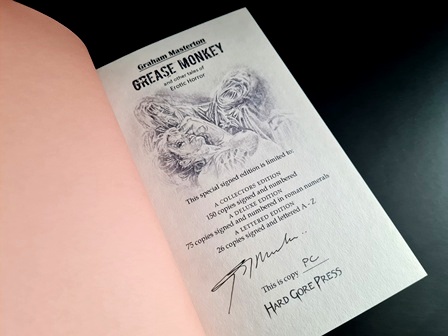 Graham Masterton
GREASE MONKEY
and other tales of
Erotic Horror
This special signed edition is limited to:
A COLLECTORS EDITION
150 copies signed and numbered
A DELUXE EDITION
75 copies signed and numbered in roman numerals
A LETTERED EDITION
26 copies signed and lettered A - Z
This is copy PC
HARD GORE PRESS